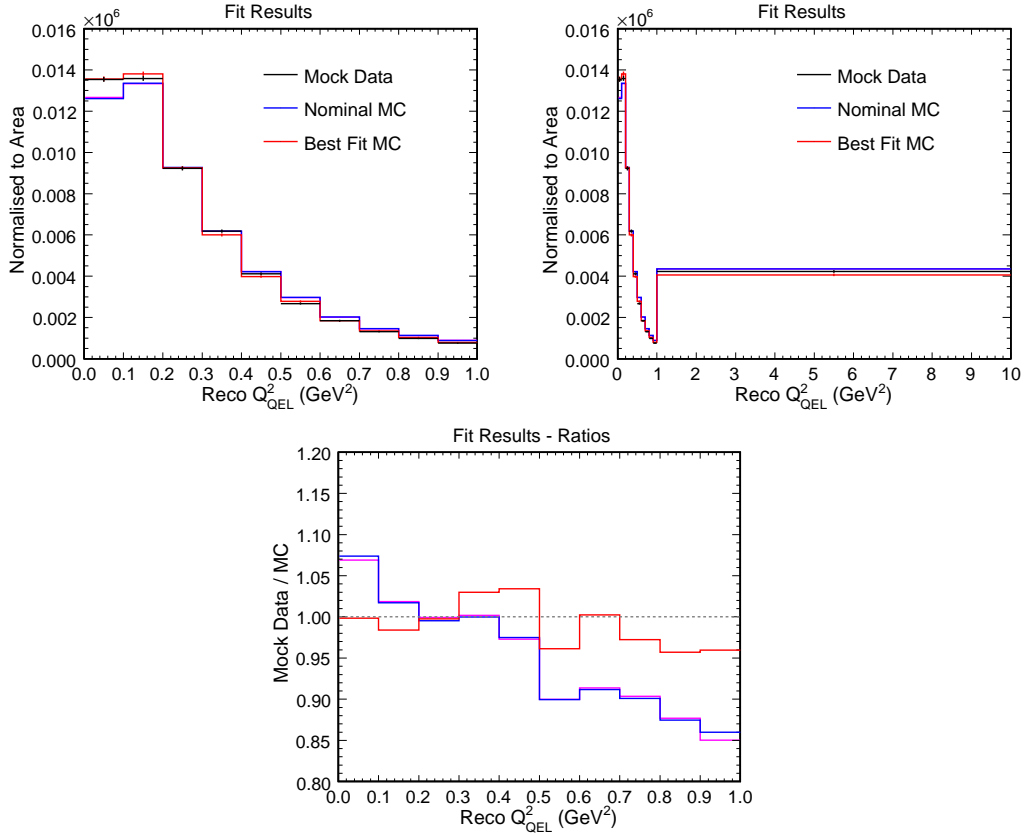 Fit Results
×10⁶
0.016
0.014
0.012
0.010
0.008
0.006
0.004
0.002
0.000
Normalised to Area
Mock Data
Nominal MC
Best Fit MC
0.0 0.1 0.2 0.3 0.4 0.5 0.6 0.7 0.8 0.9 1.0
Reco Q²QEL (GeV²)
Fit Results
×10⁶
0.016
0.014
0.012
0.010
0.008
0.006
0.004
0.002
0.000
Normalised to Area
Mock Data
Nominal MC
Best Fit MC
0 1 2 3 4 5 6 7 8 9 10
Reco Q²QEL (GeV²)
Fit Results - Ratios
1.20
1.15
1.10
1.05
1.00
0.95
0.90
0.85
0.80
Mock Data / MC
0.0 0.1 0.2 0.3 0.4 0.5 0.6 0.7 0.8 0.9 1.0
Reco Q²QEL (GeV²)